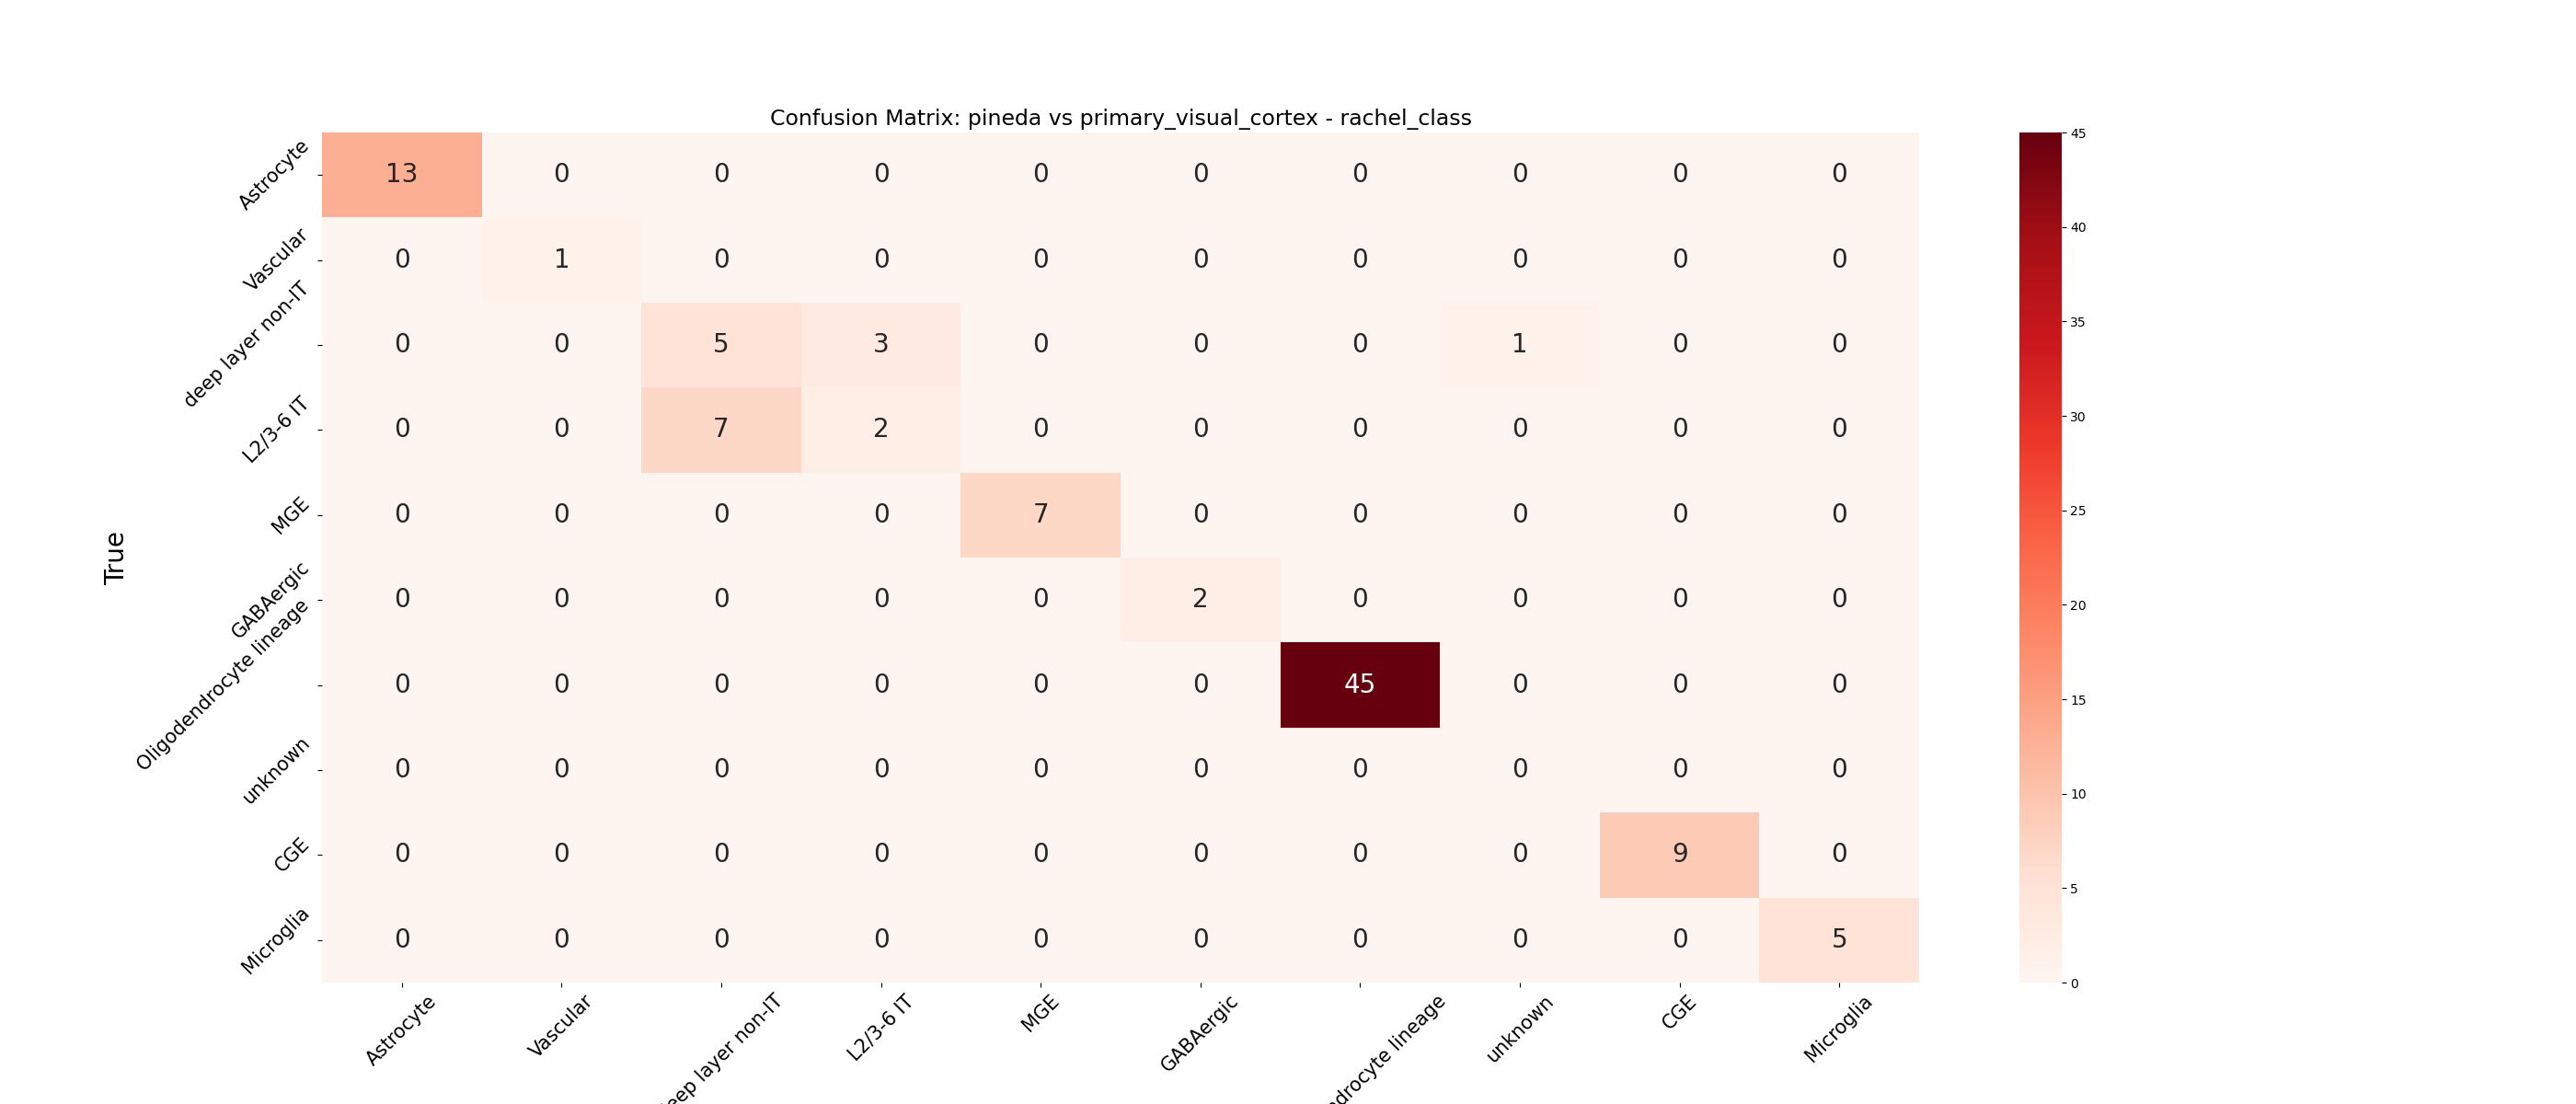 Confusion Matrix: pineda vs primary_visual_cortex - rachel_class
True
Astrocyte 13 0 0 0 0 0 0 0 0 0
Vascular 0 1 0 0 0 0 0 0 0 0
deep layer non-IT 0 0 5 3 0 0 0 1 0 0
L2/3-6 IT 0 0 7 2 0 0 0 0 0 0
MGE 0 0 0 0 7 0 0 0 0 0
GABAergic 0 0 0 0 0 2 0 0 0 0
Oligodendrocyte lineage 0 0 0 0 0 0 45 0 0 0
unknown 0 0 0 0 0 0 0 0 0 0
CGE 0 0 0 0 0 0 0 0 9 0
Microglia 0 0 0 0 0 0 0 0 0 5
Astrocyte
Vascular
eep layer non-IT
L2/3-6 IT
MGE
GABAergic
ndrocyte lineage
unknown
CGE
Microglia
45
40
35
30
25
20
15
10
5
0